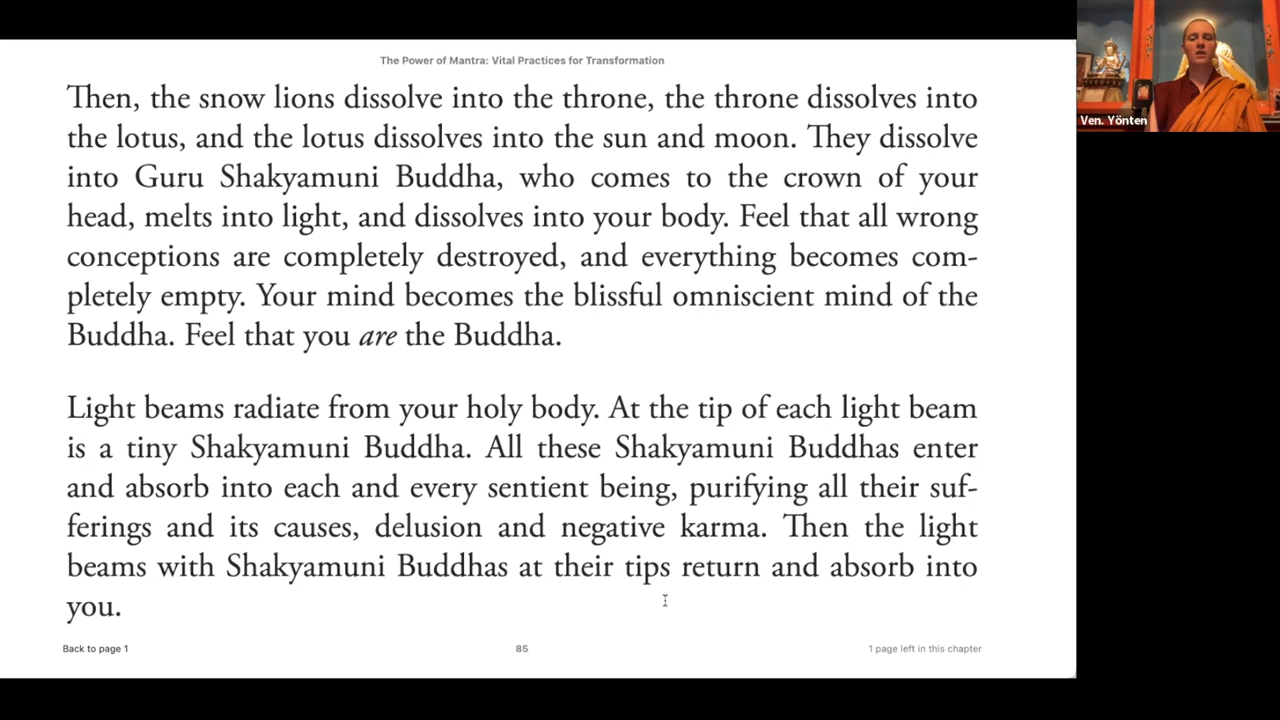 The Power of Mantra: Vital Practices for Transformation
Then, the snow lions dissolve into the throne, the throne dissolves into
the lotus, and the lotus dissolves into the sun and moon. They dissolve
into Guru Shakyamuni Buddha, who comes to the crown of your
head, melts into light, and dissolves into your body. Feel that all wrong
conceptions are completely destroyed, and everything becomes com-
pletely empty. Your mind becomes the blissful omniscient mind of the
Buddha. Feel that you are the Buddha.
Light beams radiate from your holy body. At the tip of each light beam
is a tiny Shakyamuni Buddha. All these Shakyamuni Buddhas enter
and absorb into each and every sentient being, purifying all their suf-
ferings and its causes, delusion and negative karma. Then the light
beams with Shakyamuni Buddhas at their tips return and absorb into
you.
Back to page 1
85
1 page left in this chapter
Ven. Yönten